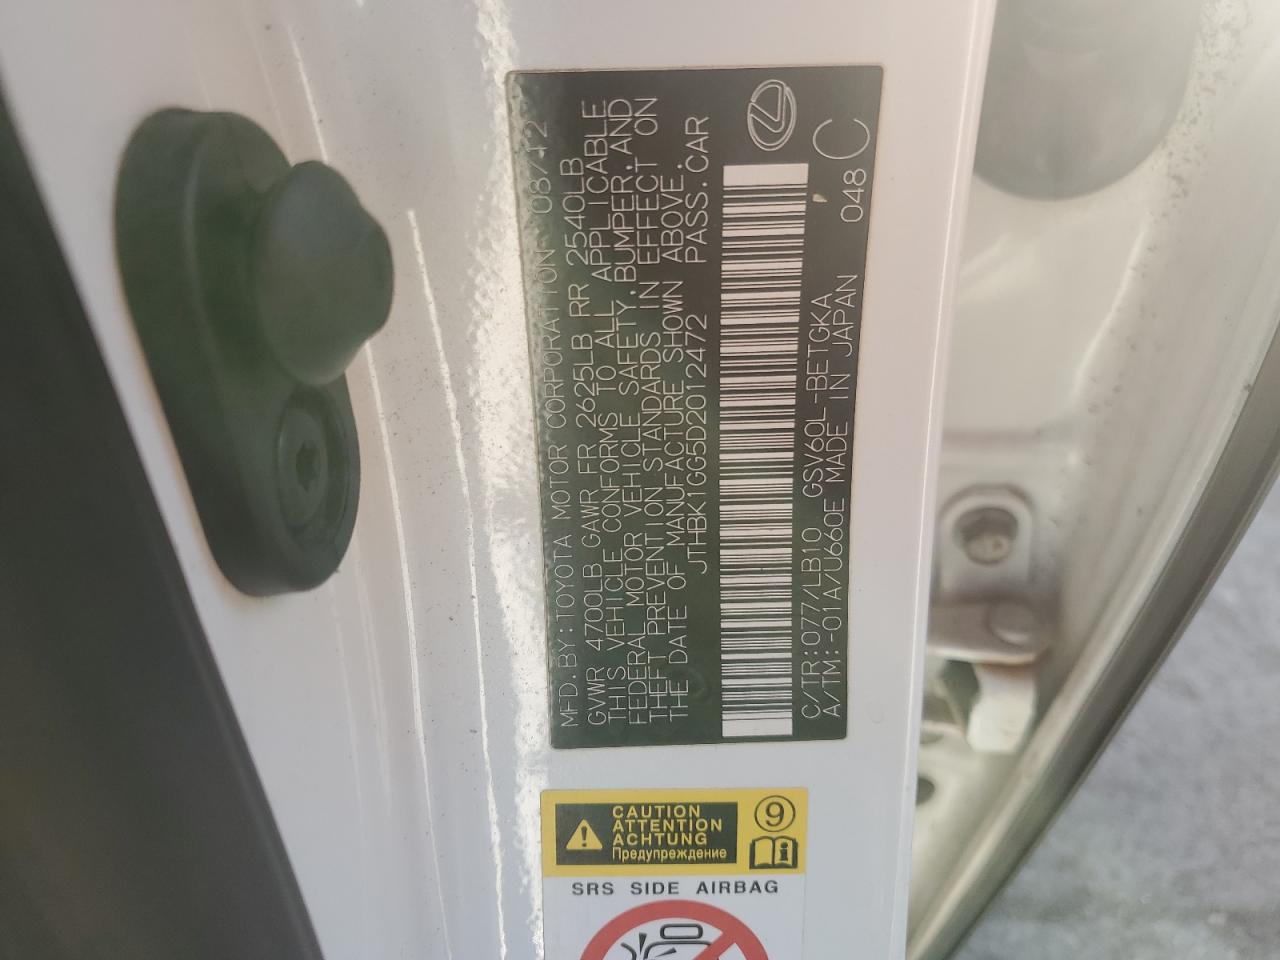 MFD.BY:TOYOTA MOTOR CORPORATION 08/12
GVWR 4700LB GAWR FR 2625LB RR 2540LB
THIS VEHICLE CONFORMS TO ALL APPLICABLE
FEDERAL MOTOR VEHICLE SAFETY,BUMPER,AND
THEFT PREVENTION STANDARDS IN EFFECT ON
THE DATE OF MANUFACTURE SHOWN ABOVE.
JTHBK1GG5D2012472 PASS.CAR
C/TR:077/LB10 GSV60L-BETGKA 048 C
A/TM:-01A/U660E MADE IN JAPAN
CAUTION
ATTENTION
ACHTUNG
Предупреждение
9
i
SRS SIDE AIRBAG